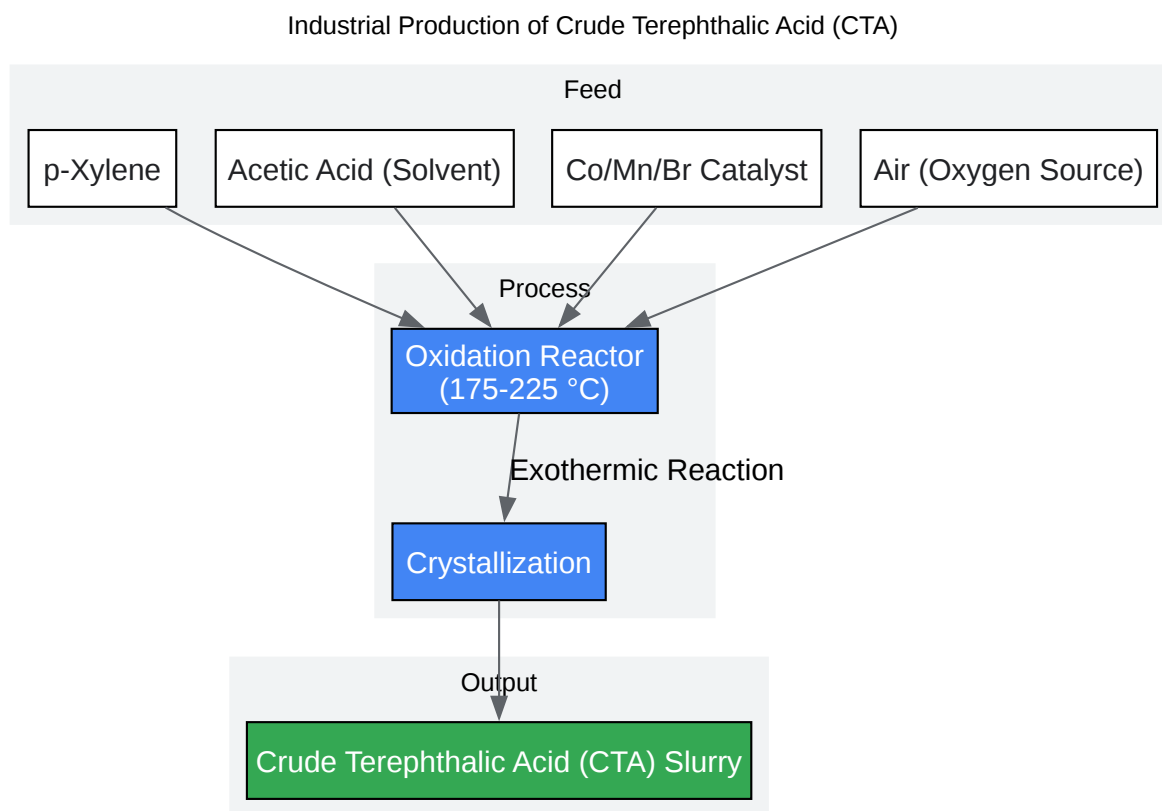 Industrial Production of Crude Terephthalic Acid (CTA)
Feed
p-Xylene
Acetic Acid (Solvent)
Co/Mn/Br Catalyst
Air (Oxygen Source)
Process
Oxidation Reactor
(175-225 °C)
Exothermic Reaction
Crystallization
Output
Crude Terephthalic Acid (CTA) Slurry